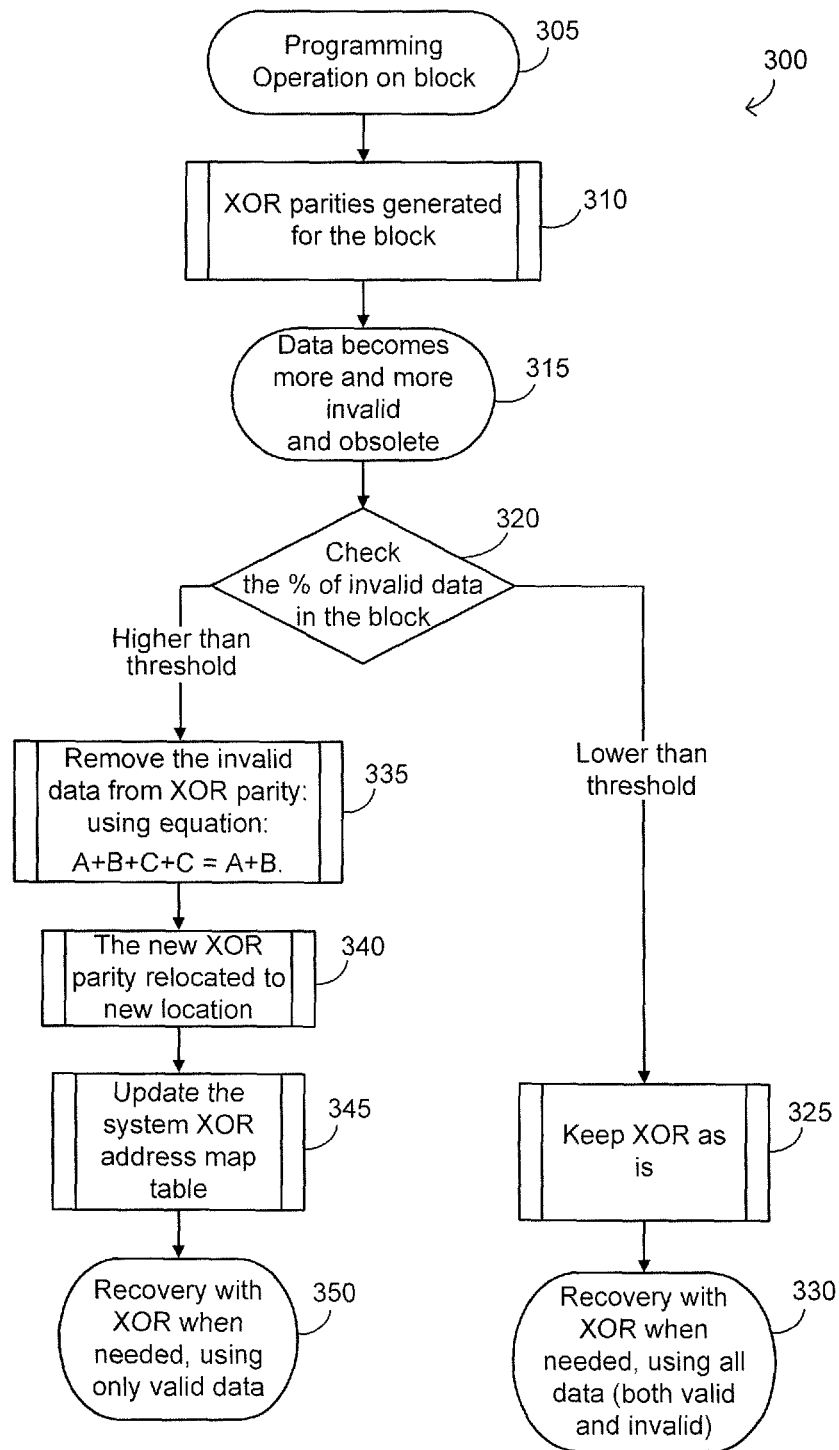 Programming
Operation on block
305
300
XOR parities generated
for the block
310
Data becomes
more and more
invalid
and obsolete
315
320
Check
the % of invalid data
in the block
Higher than
threshold
Lower than
threshold
Remove the invalid
data from XOR parity:
using equation:
A+B+C+C = A+B.
335
The new XOR
parity relocated to
new location
340
Update the
system XOR
address map
table
345
Keep XOR as
is
325
Recovery with
XOR when
needed, using
only valid data
350
Recovery with
XOR when
needed, using all
data (both valid
and invalid)
330